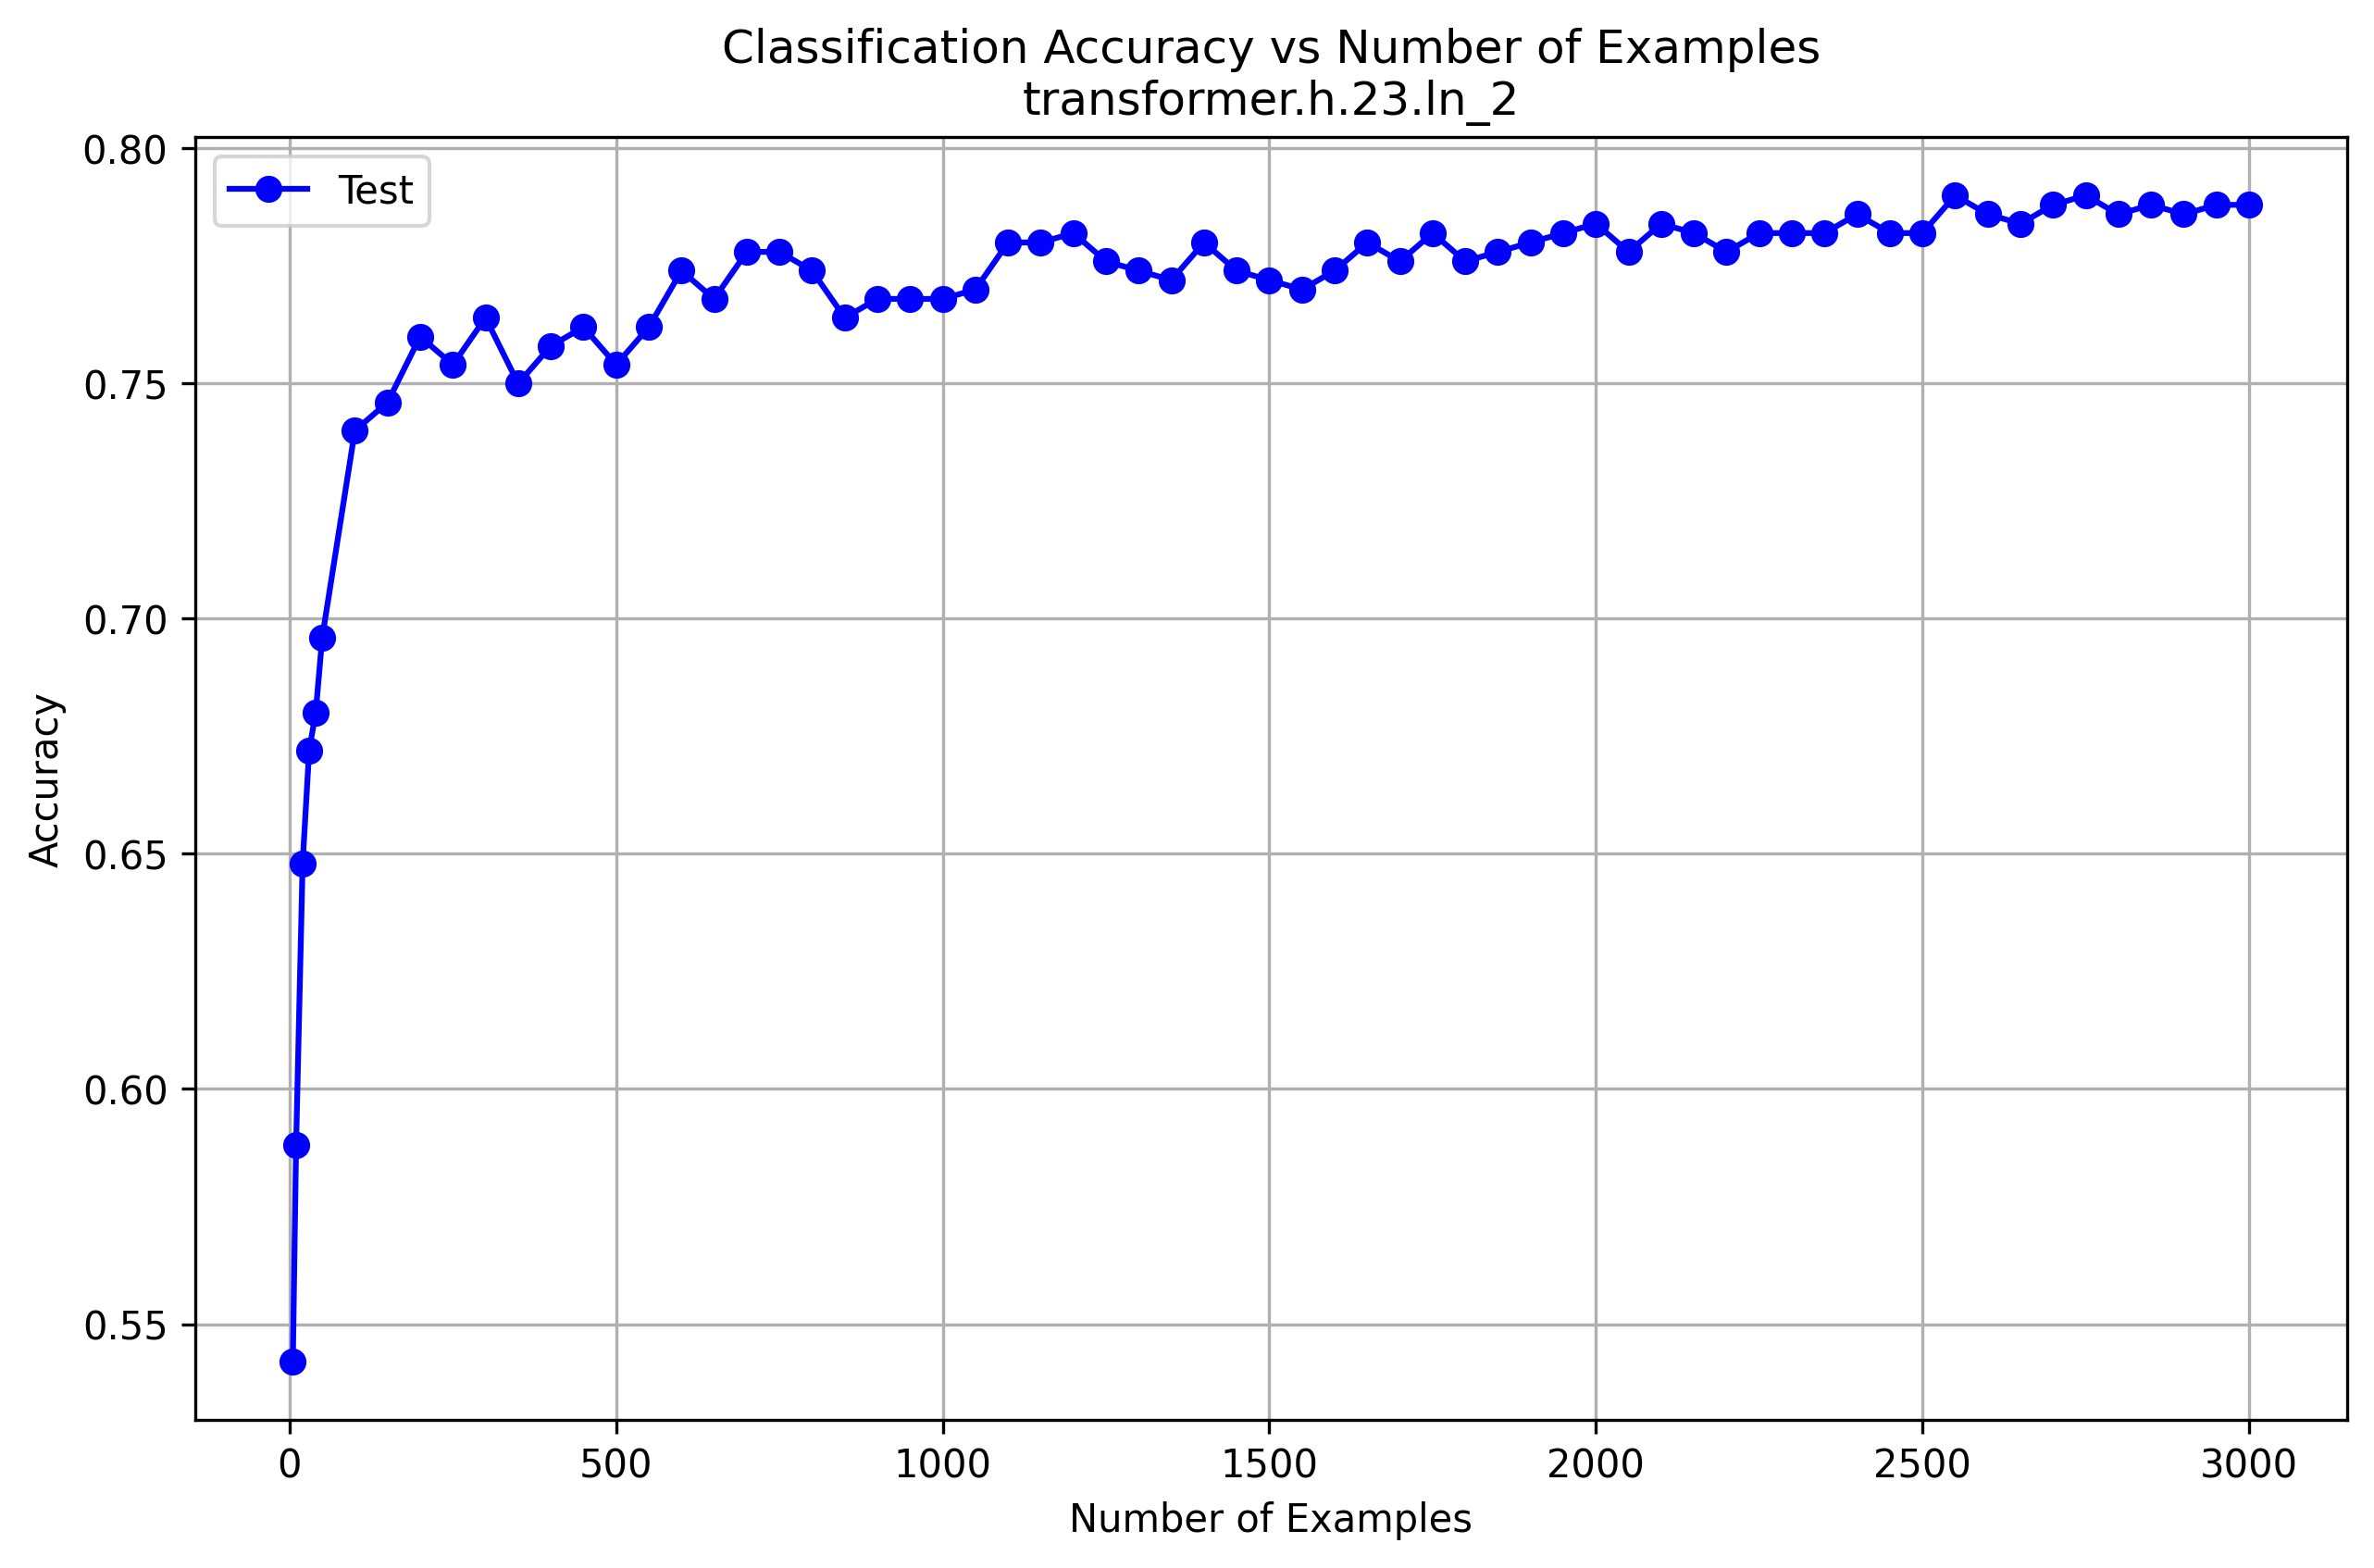 Classification Accuracy vs Number of Examples
transformer.h.23.ln_2
Test
Accuracy
0.80
0.75
0.70
0.65
0.60
0.55
0 500 1000 1500 2000 2500 3000
Number of Examples